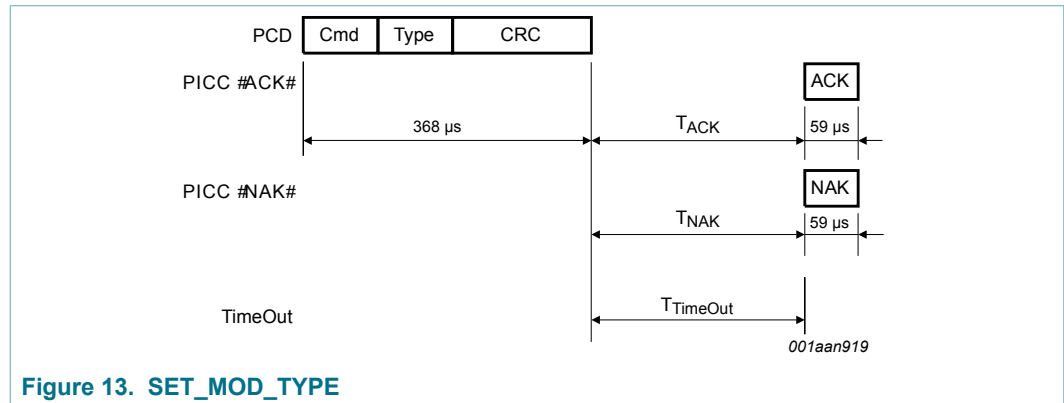 PCD Cmd Type CRC
PICC #ACK# ACK
368 µs TACK 59 µs
PICC #NAK# NAK
TNAK 59 µs
TimeOut TTimeOut
001aan919
Figure 13. SET_MOD_TYPE